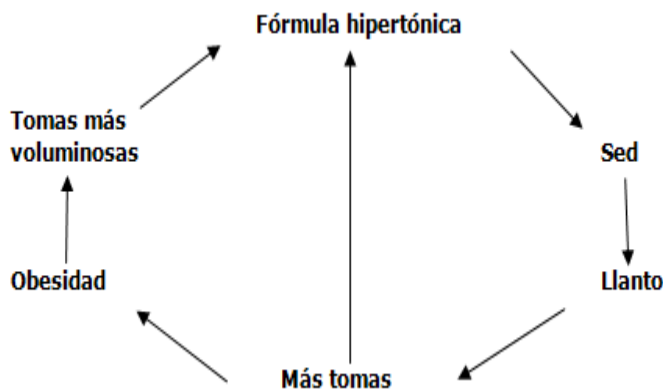 Fórmula hipertónica
Tomas más
voluminosas
Sed
Obesidad
Llanto
Más tomas